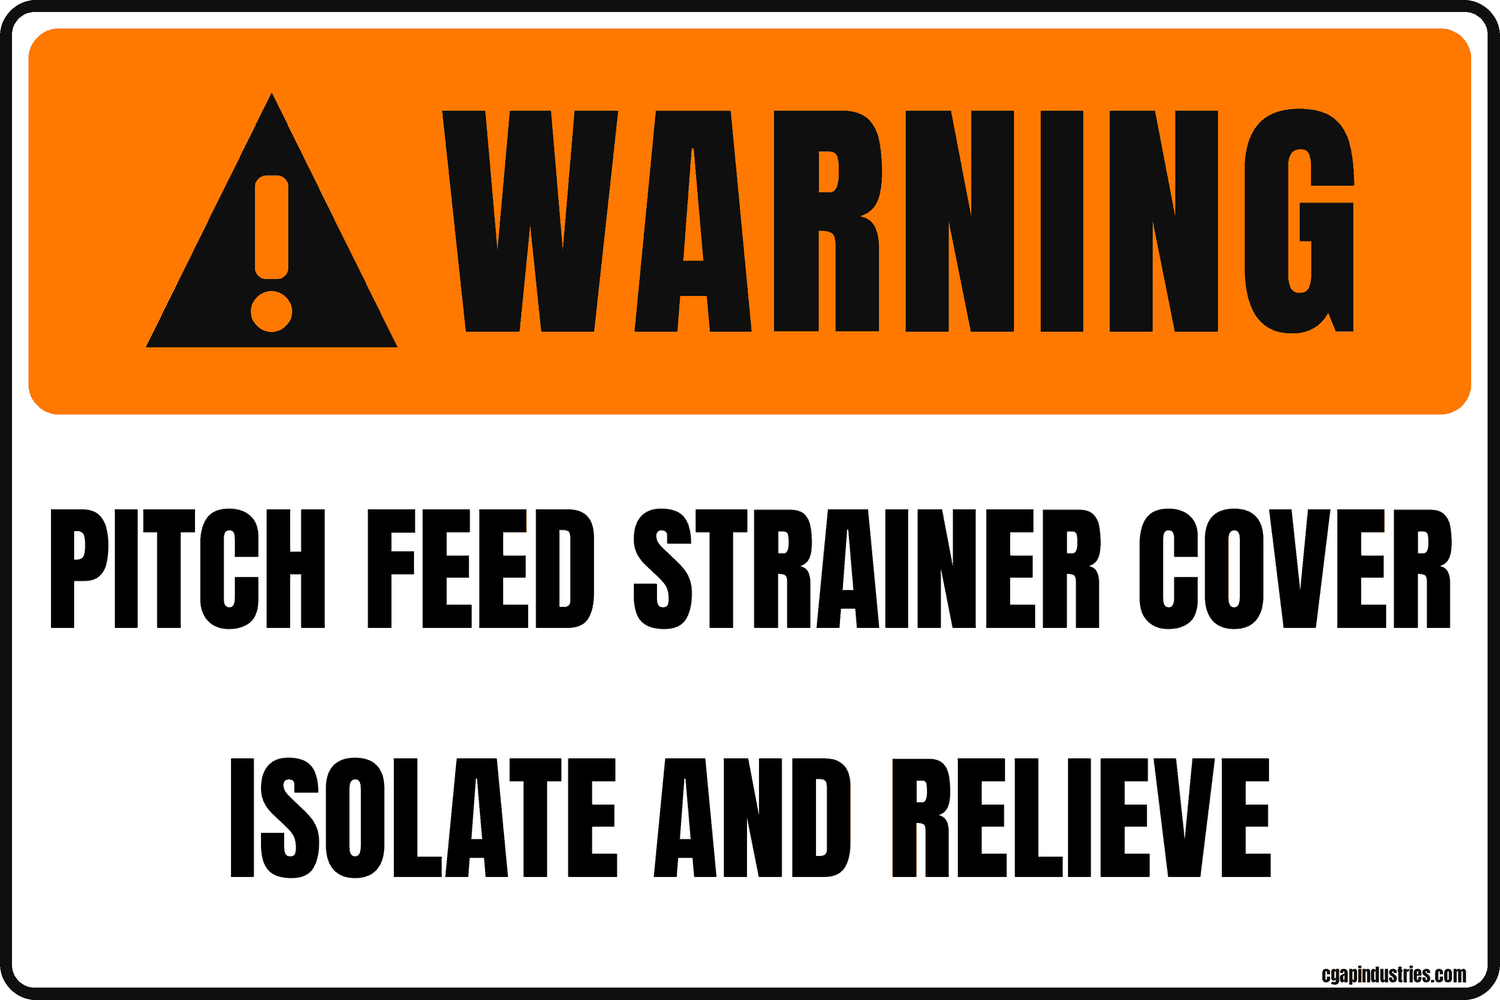 WARNING
PITCH FEED STRAINER COVER
ISOLATE AND RELIEVE
cgapindustries.com